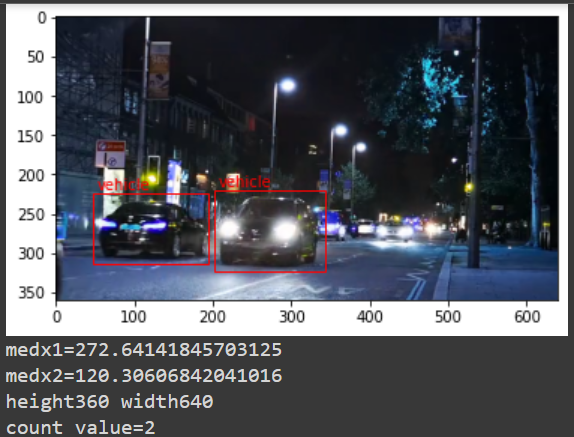 0
50
100
150
200
250
300
350
vehicle
vehicle
0 100 200 300 400 500 600
medx1=272.64141845703125
medx2=120.30606842041016
height360 width640
count value=2